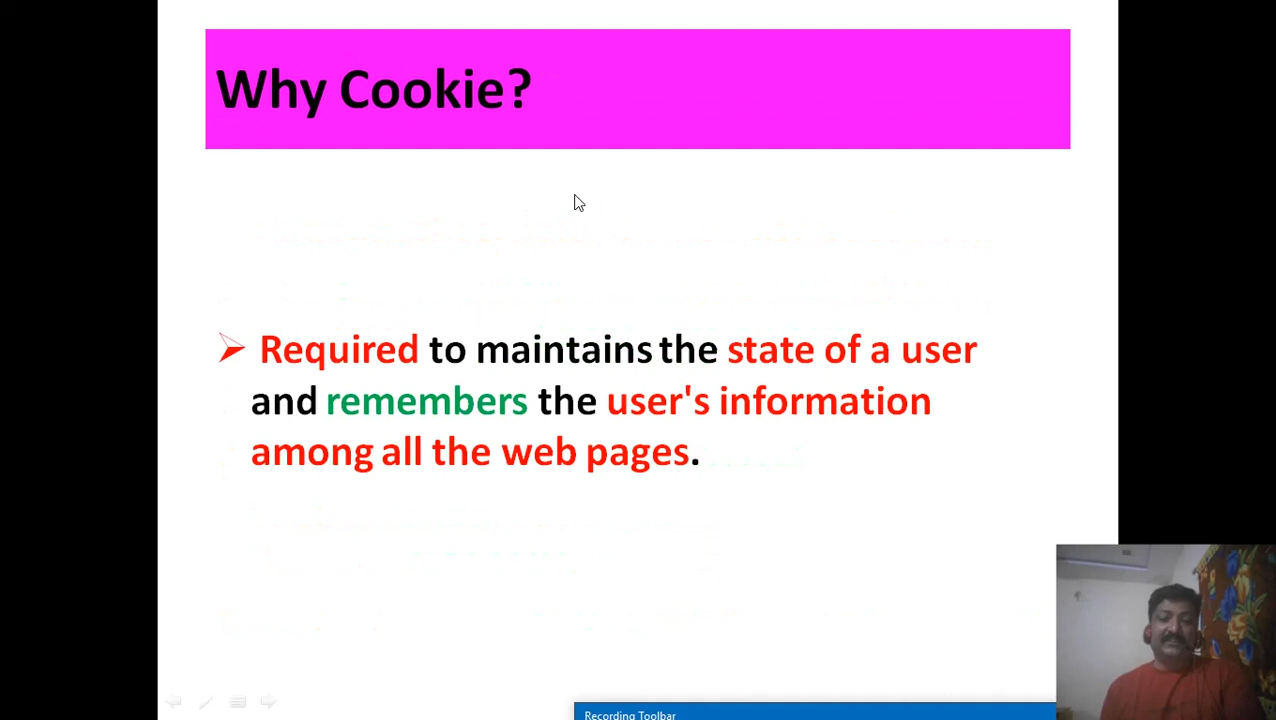 Why Cookie?
Required to maintains the state of a user
and remembers the user's information
among all the web pages.
Recording Toolbar